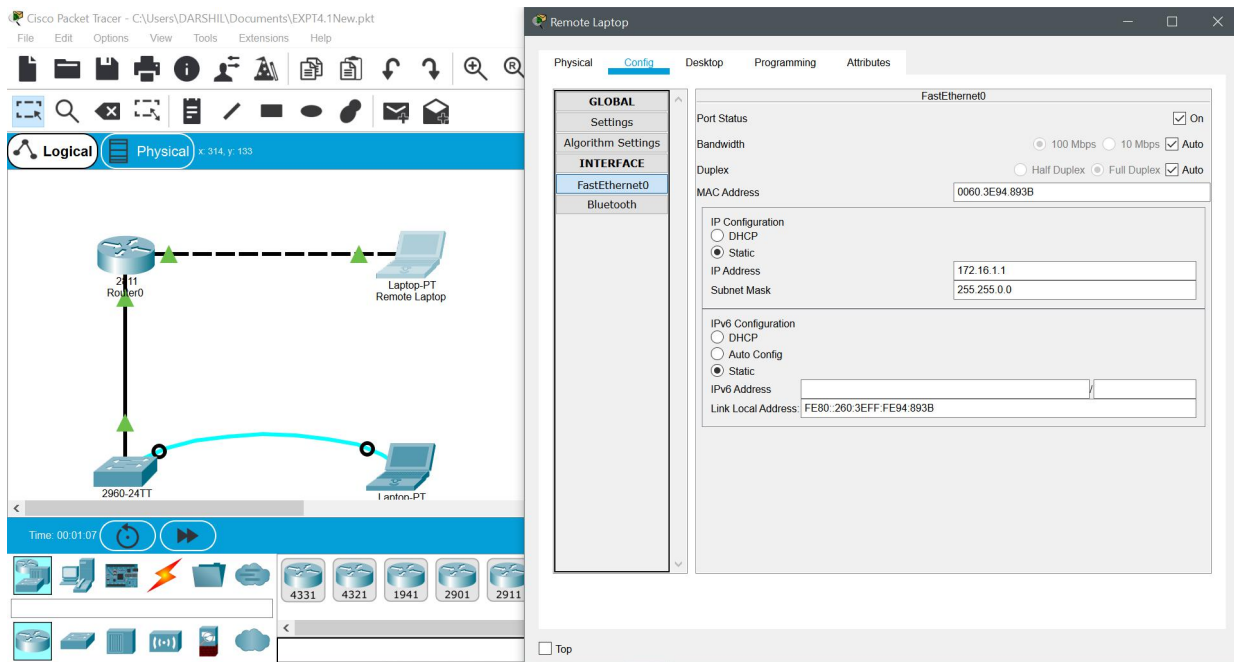 Cisco Packet Tracer - C:\Users\DARSHIL\Documents\EXPT4.1New.pkt
File Edit Options View Tools Extensions Help
Logical
Physical x: 314, y: 133
2811
Router0
Laptop-PT
Remote Laptop
2960-24TT
Laptop-PT
Time: 00:01:07
4331 4321 1941 2901 2911
Remote Laptop
Physical Config Desktop Programming Attributes
GLOBAL
Settings
Algorithm Settings
INTERFACE
FastEthernet0
Bluetooth
FastEthernet0
Port Status On
Bandwidth 100 Mbps 10 Mbps Auto
Duplex Half Duplex Full Duplex Auto
MAC Address 0060.3E94.893B
IP Configuration
DHCP
Static
IP Address 172.16.1.1
Subnet Mask 255.255.0.0
IPv6 Configuration
DHCP
Auto Config
Static
IPv6 Address /
Link Local Address: FE80::260:3EFF:FE94:893B
Top